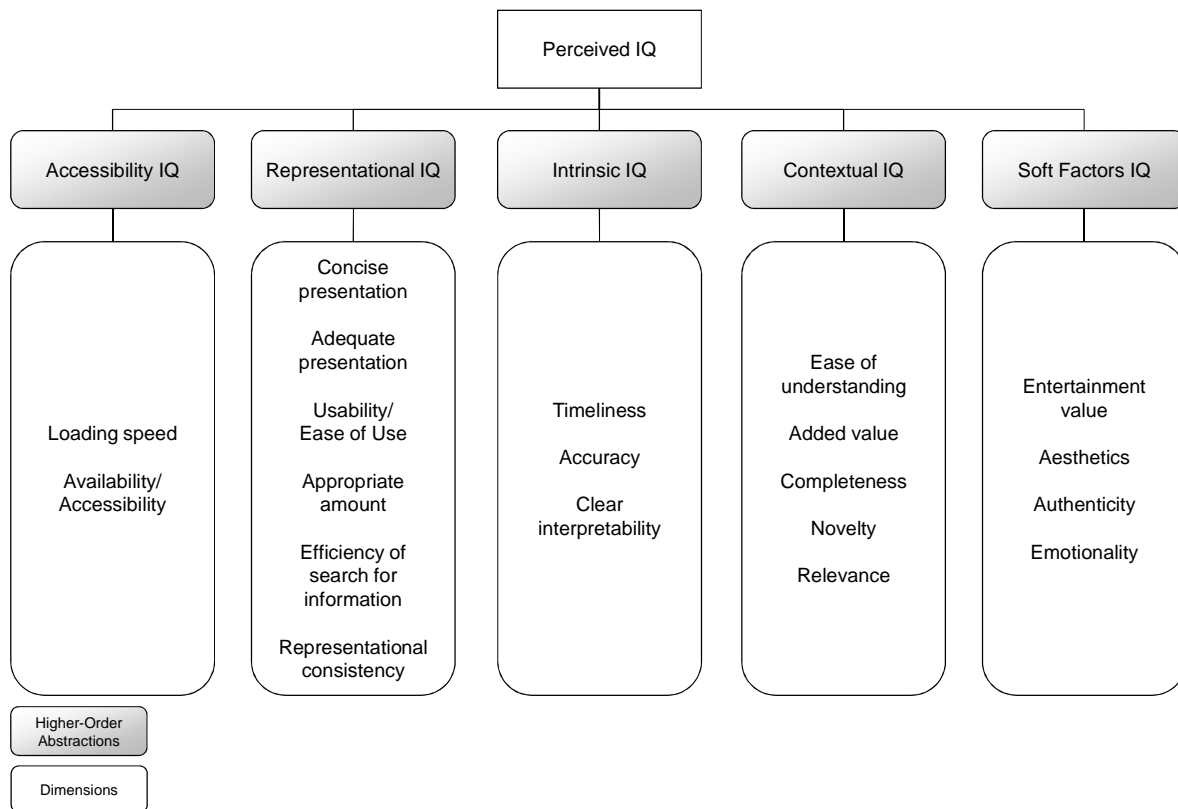 Perceived IQ
Accessibility IQ
Representational IQ
Intrinsic IQ
Contextual IQ
Soft Factors IQ
Loading speed
Availability/
Accessibility
Concise
presentation
Adequate
presentation
Usability/
Ease of Use
Appropriate
amount
Efficiency of
search for
information
Representational
consistency
Timeliness
Accuracy
Clear
interpretability
Ease of
understanding
Added value
Completeness
Novelty
Relevance
Entertainment
value
Aesthetics
Authenticity
Emotionality
Higher-Order
Abstractions
Dimensions